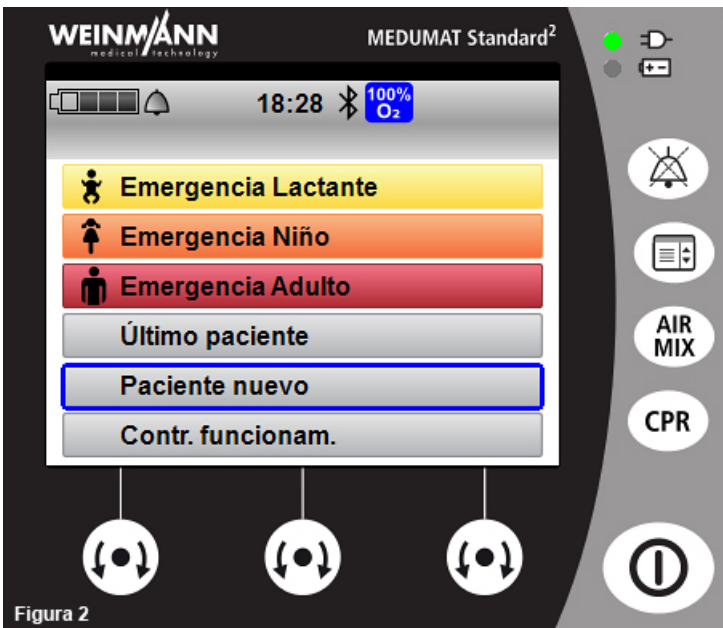 WEINMANN
medical technology
MEDUMAT Standard²
18:28
100%
O₂
Emergencia Lactante
Emergencia Niño
Emergencia Adulto
Último paciente
Paciente nuevo
Contr. funcionam.
AIR
MIX
CPR
Figura 2